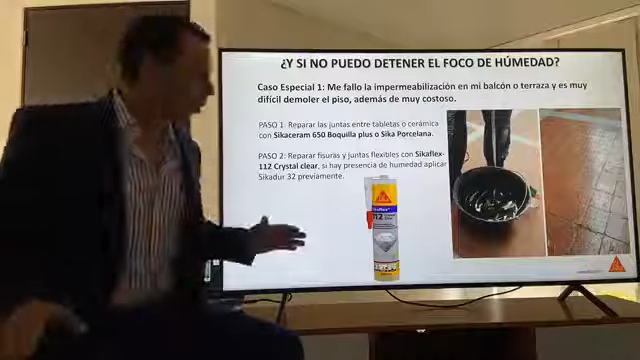 ¿Y SI NO PUEDO DETENER EL FOCO DE HÚMEDAD?
Caso Especial 1: Me fallo la impermeabilización en mi balcón o terraza y es muy
difícil demoler el piso, además de muy costoso.
PASO 1: Reparar las juntas entre tabletas o cerámica
con Sikaceram 650 Boquilla plus o Sika Porcelana.
PASO 2: Reparar fisuras y juntas flexibles con Sikaflex-
112 Crystal clear, si hay presencia de humedad aplicar
Sikadur 32 previamente.
Sikaflex
112